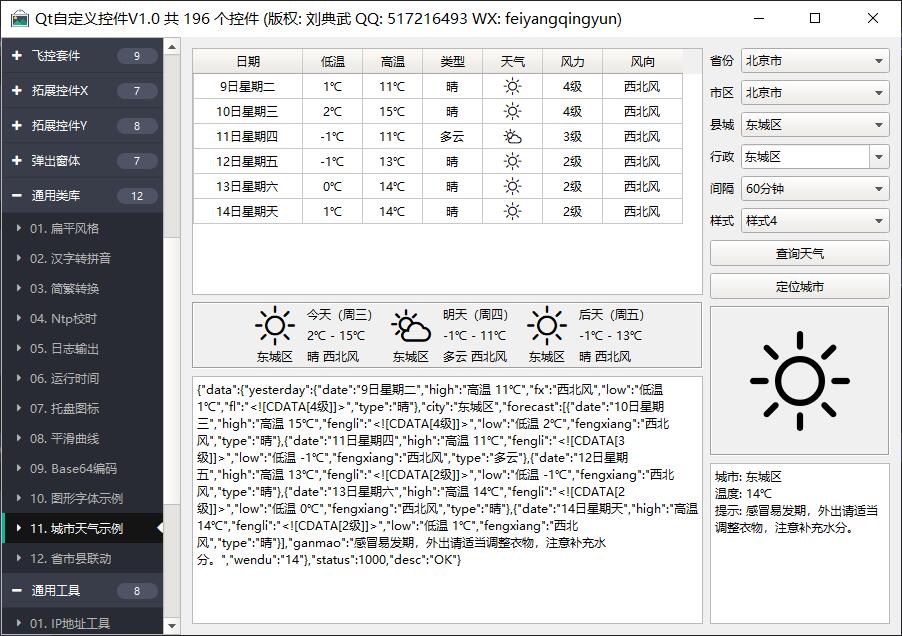 Qt自定义控件V1.0 共 196 个控件 (版权: 刘典武 QQ: 517216493 WX: feiyangqingyun)
飞控套件 9
拓展控件X 7
拓展控件Y 8
弹出窗体 7
通用类库 12
01. 扁平风格
02. 汉字转拼音
03. 简繁转换
04. Ntp校时
05. 日志输出
06. 运行时间
07. 托盘图标
08. 平滑曲线
09. Base64编码
10. 图形字体示例
11. 城市天气示例
12. 省市县联动
通用工具 8
01. IP地址工具
日期 低温 高温 类型 天气 风力 风向
9日星期二 1℃ 11℃ 晴 4级 西北风
10日星期三 2℃ 15℃ 晴 4级 西北风
11日星期四 -1℃ 11℃ 多云 3级 西北风
12日星期五 -1℃ 13℃ 晴 2级 西北风
13日星期六 0℃ 14℃ 晴 2级 西北风
14日星期天 1℃ 14℃ 晴 2级 西北风
今天（周三） 明天（周四） 后天（周五）
2℃ - 15℃ -1℃ - 11℃ -1℃ - 13℃
东城区 晴 西北风 东城区 多云 西北风 东城区 晴 西北风
{"data":{"yesterday":{"date":"9日星期二","high":"高温 11℃","fx":"西北风","low":"低温
1℃","fl":"<![CDATA[4级]]>","type":"晴"},"city":"东城区","forecast":[{"date":"10日星期
三","high":"高温 15℃","fengli":"<![CDATA[4级]]>","low":"低温 2℃","fengxiang":"西北
风","type":"晴"},{"date":"11日星期四","high":"高温 11℃","fengli":"<![CDATA[3
级]]>","low":"低温 -1℃","fengxiang":"西北风","type":"多云"},{"date":"12日星期
五","high":"高温 13℃","fengli":"<![CDATA[2级]]>","low":"低温 -1℃","fengxiang":"西北
风","type":"晴"},{"date":"13日星期六","high":"高温 14℃","fengli":"<![CDATA[2
级]]>","low":"低温 0℃","fengxiang":"西北风","type":"晴"},{"date":"14日星期天","high":"高温
14℃","fengli":"<![CDATA[2级]]>","low":"低温 1℃","fengxiang":"西北
风","type":"晴"}],"ganmao":"感冒易发期，外出请适当调整衣物，注意补充水
分。","wendu":"14"},"status":1000,"desc":"OK"}
省份 北京市
市区 北京市
县城 东城区
行政 东城区
间隔 60分钟
样式 样式4
查询天气
定位城市
城市: 东城区
温度: 14℃
提示: 感冒易发期，外出请适当
调整衣物，注意补充水分。